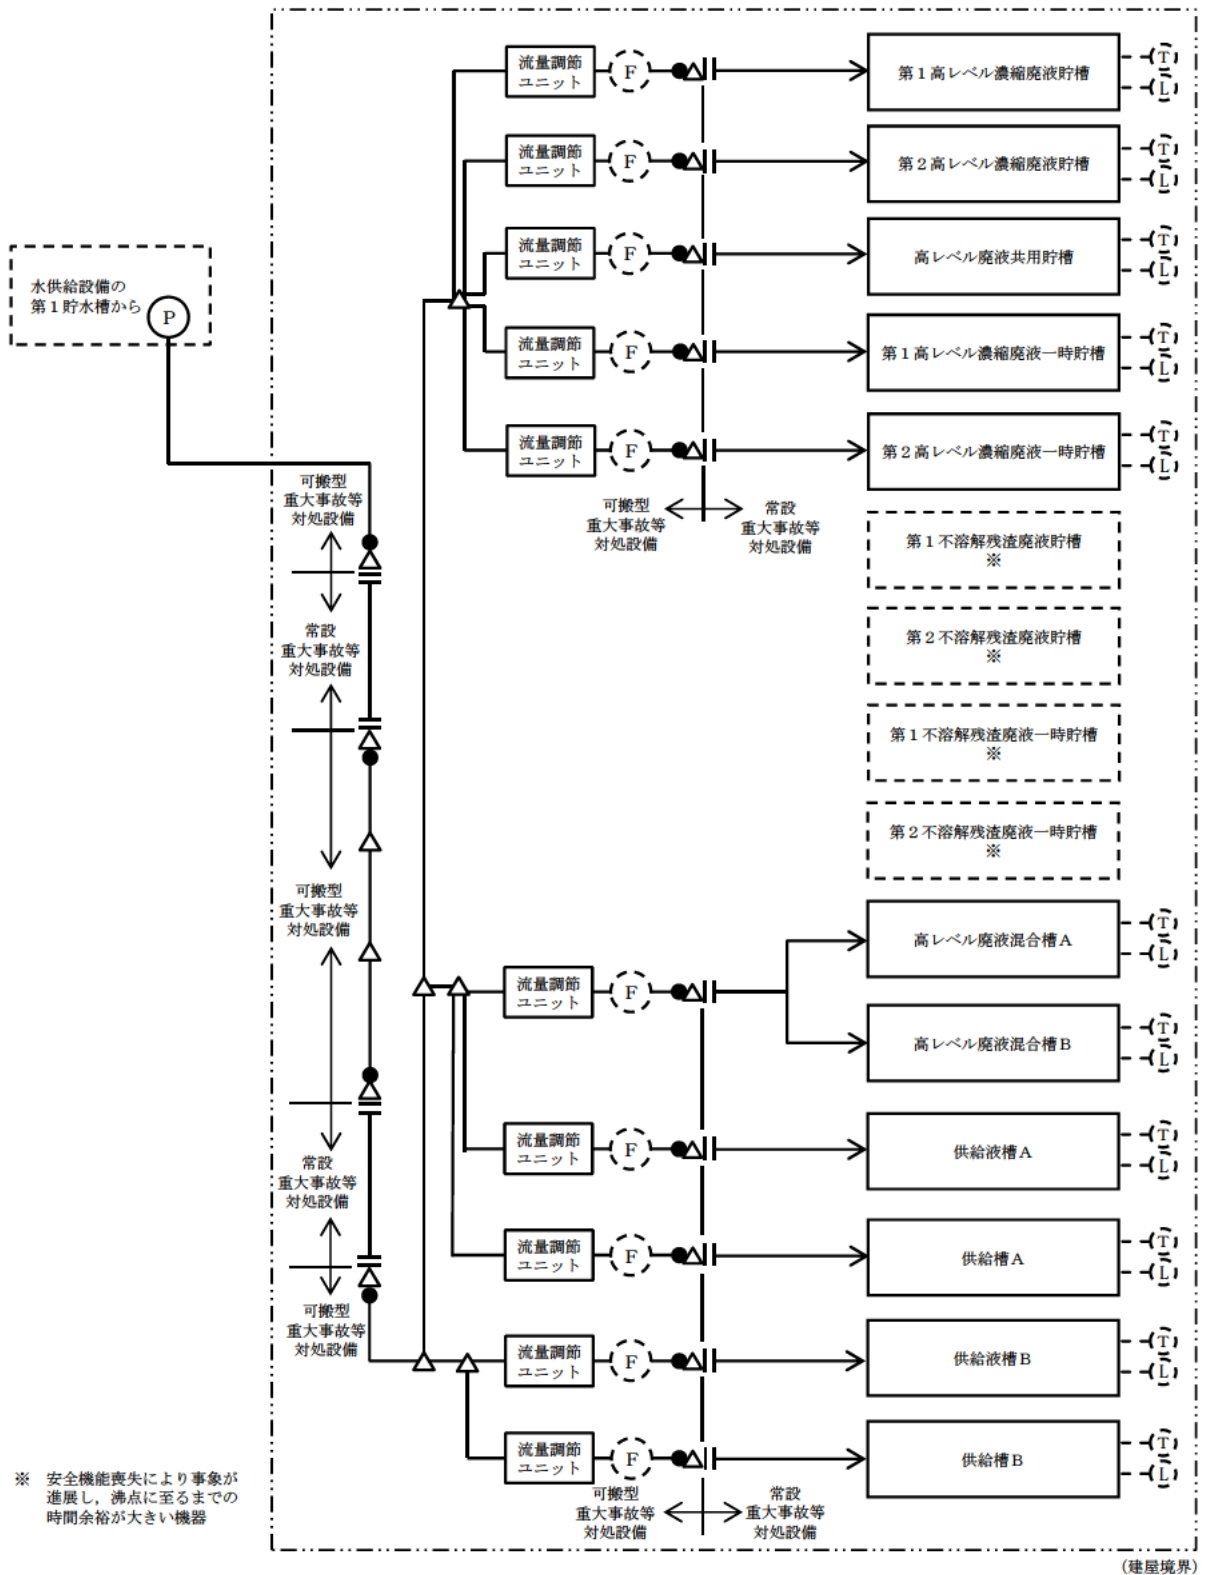 流量調節
ユニット
F
第1高レベル濃縮廃液貯槽
T
L
流量調節
ユニット
F
第2高レベル濃縮廃液貯槽
T
L
流量調節
ユニット
F
高レベル廃液共用貯槽
T
L
水供給設備の
第1貯水槽から
P
流量調節
ユニット
F
第1高レベル濃縮廃液一時貯槽
T
L
流量調節
ユニット
F
第2高レベル濃縮廃液一時貯槽
T
L
可搬型
重大事故等
対処設備
可搬型
重大事故等
対処設備
常設
重大事故等
対処設備
第1不溶解残渣廃液貯槽
※
常設
重大事故等
対処設備
第2不溶解残渣廃液貯槽
※
第1不溶解残渣廃液一時貯槽
※
第2不溶解残渣廃液一時貯槽
※
可搬型
重大事故等
対処設備
流量調節
ユニット
F
高レベル廃液混合槽A
T
L
高レベル廃液混合槽B
T
L
流量調節
ユニット
F
供給液槽A
T
L
常設
重大事故等
対処設備
流量調節
ユニット
F
供給槽A
T
L
可搬型
重大事故等
対処設備
流量調節
ユニット
F
供給液槽B
T
L
流量調節
ユニット
F
供給槽B
T
L
可搬型
重大事故等
対処設備
常設
重大事故等
対処設備
※ 安全機能喪失により事象が
進展し，沸点に至るまでの
時間余裕が大きい機器
(建屋境界)